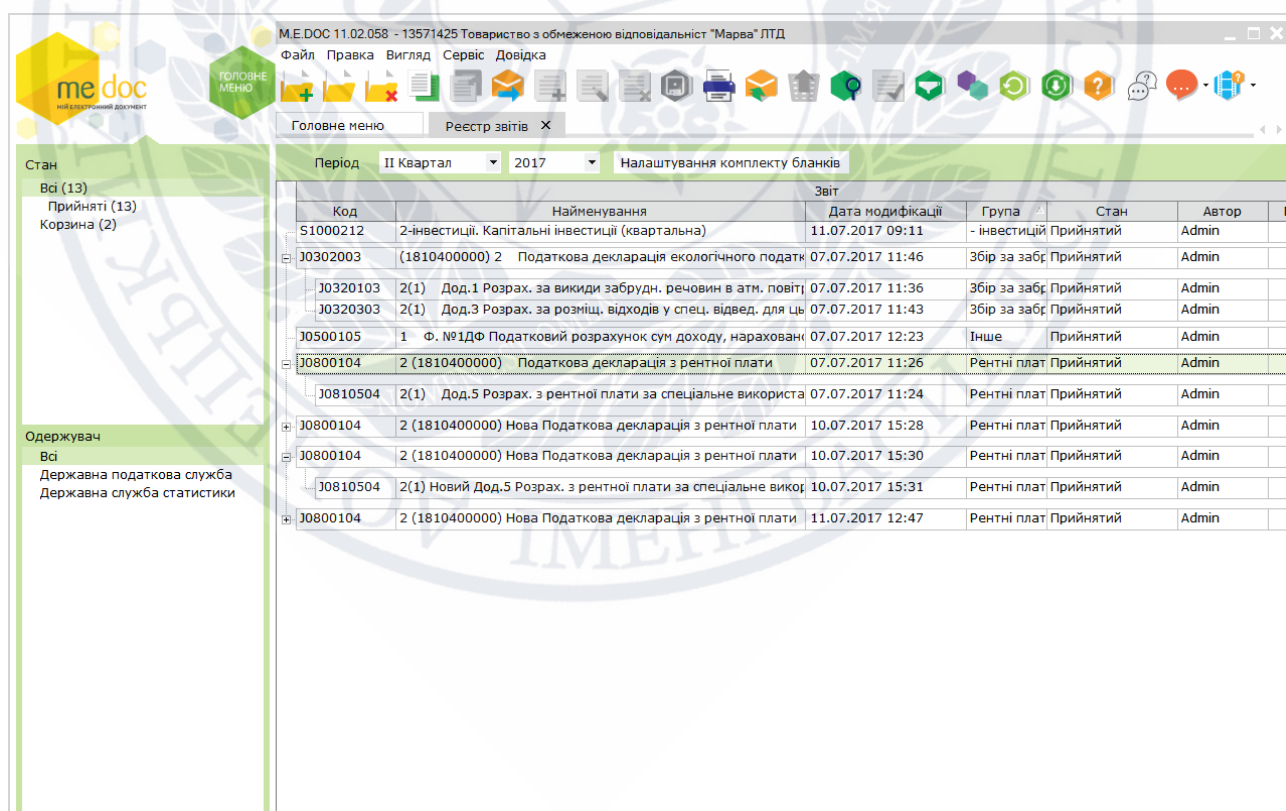 M.E.DOC 11.02.058 - 13571425 Товариство з обмеженою відповідальніст "Марва" ЛТД
Файл Правка Вигляд Сервіс Довідка
me doc
мій електронний документ
ГОЛОВНЕ МЕНЮ
Головне меню Реєстр звітів X
Стан
Всі (13)
Прийняті (13)
Корзина (2)
Одержувач
Всі
Державна податкова служба
Державна служба статистики
Період II Квартал 2017 Налаштування комплекту бланків
Звіт
Код Найменування Дата модифікації Група Стан Автор
S1000212 2-інвестиції. Капітальні інвестиції (квартальна) 11.07.2017 09:11 - інвестицій Прийнятий Admin
J0302003 (1810400000) 2 Податкова декларація екологічного податк 07.07.2017 11:46 Збір за забр Прийнятий Admin
J0320103 2(1) Дод.1 Розрах. за викиди забрудн. речовин в атм. повітр 07.07.2017 11:36 Збір за забр Прийнятий Admin
J0320303 2(1) Дод.3 Розрах. за розміщ. відходів у спец. відвед. для ць 07.07.2017 11:43 Збір за забр Прийнятий Admin
J0500105 1 Ф. №1ДФ Податковий розрахунок сум доходу, нараховано 07.07.2017 12:23 Інше Прийнятий Admin
J0800104 2 (1810400000) Податкова декларація з рентної плати 07.07.2017 11:26 Рентні плат Прийнятий Admin
J0810504 2(1) Дод.5 Розрах. з рентної плати за спеціальне використа 07.07.2017 11:24 Рентні плат Прийнятий Admin
J0800104 2 (1810400000) Нова Податкова декларація з рентної плати 10.07.2017 15:28 Рентні плат Прийнятий Admin
J0800104 2 (1810400000) Нова Податкова декларація з рентної плати 10.07.2017 15:30 Рентні плат Прийнятий Admin
J0810504 2(1) Новий Дод.5 Розрах. з рентної плати за спеціальне викор 10.07.2017 15:31 Рентні плат Прийнятий Admin
J0800104 2 (1810400000) Нова Податкова декларація з рентної плати 11.07.2017 12:47 Рентні плат Прийнятий Admin
ІМЕНІ ВАСИЛЯ СТУСА